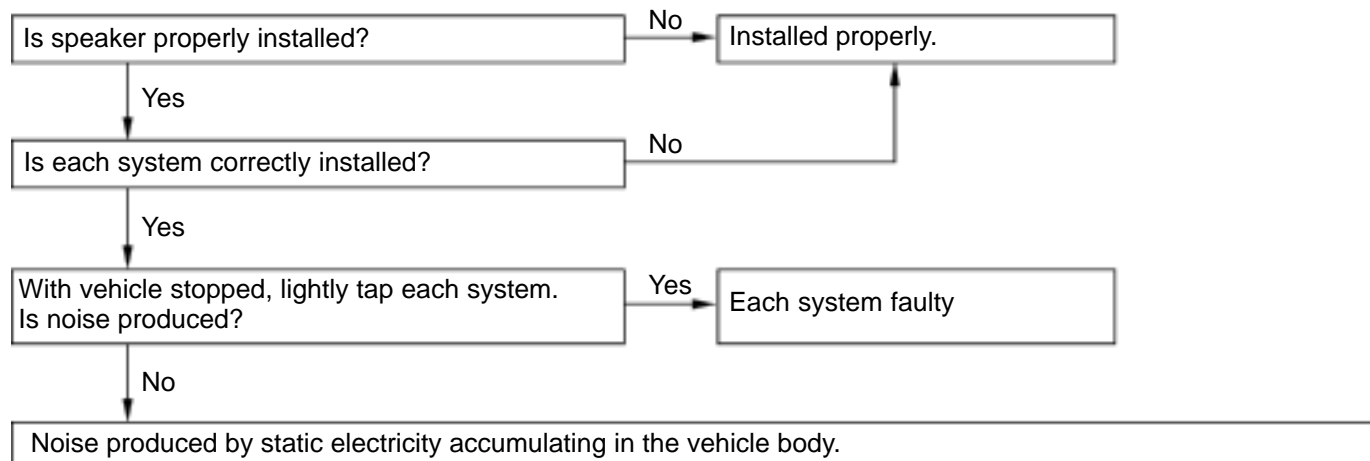 Is speaker properly installed?
No
Installed properly.
Yes
Is each system correctly installed?
No
Yes
With vehicle stopped, lightly tap each system.
Is noise produced?
Yes
Each system faulty
No
Noise produced by static electricity accumulating in the vehicle body.